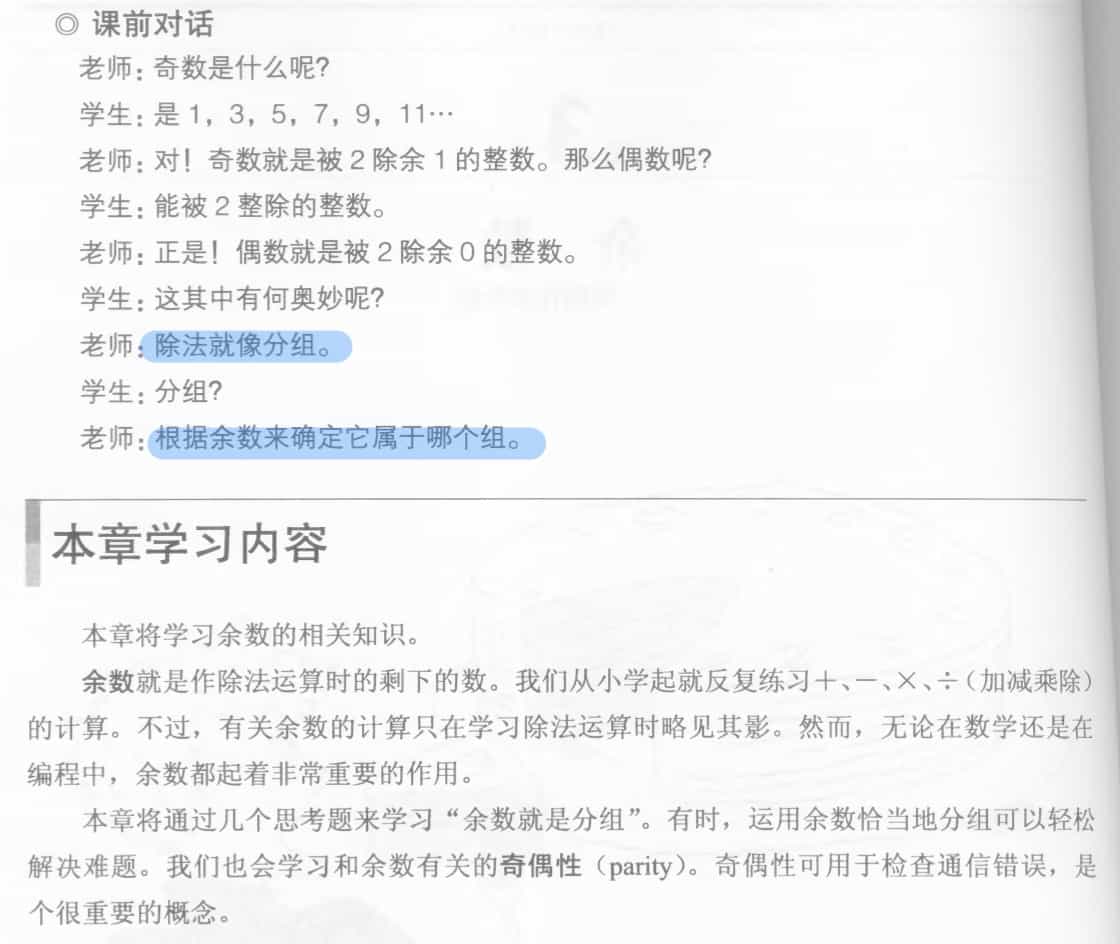 ◎ 课前对话
老师：奇数是什么呢？
学生：是 1，3，5，7，9，11…
老师：对！奇数就是被 2 除余 1 的整数。那么偶数呢？
学生：能被 2 整除的整数。
老师：正是！偶数就是被 2 除余 0 的整数。
学生：这其中有何奥妙呢？
老师：除法就像分组。
学生：分组？
老师：根据余数来确定它属于哪个组。
本章学习内容
本章将学习余数的相关知识。
余数就是作除法运算时的剩下的数。我们从小学起就反复练习＋、－、×、÷（加减乘除）
的计算。不过，有关余数的计算只在学习除法运算时略见其影。然而，无论在数学还是在
编程中，余数都起着非常重要的作用。
本章将通过几个思考题来学习“余数就是分组”。有时，运用余数恰当地分组可以轻松
解决难题。我们也会学习和余数有关的奇偶性（parity）。奇偶性可用于检查通信错误，是
个很重要的概念。